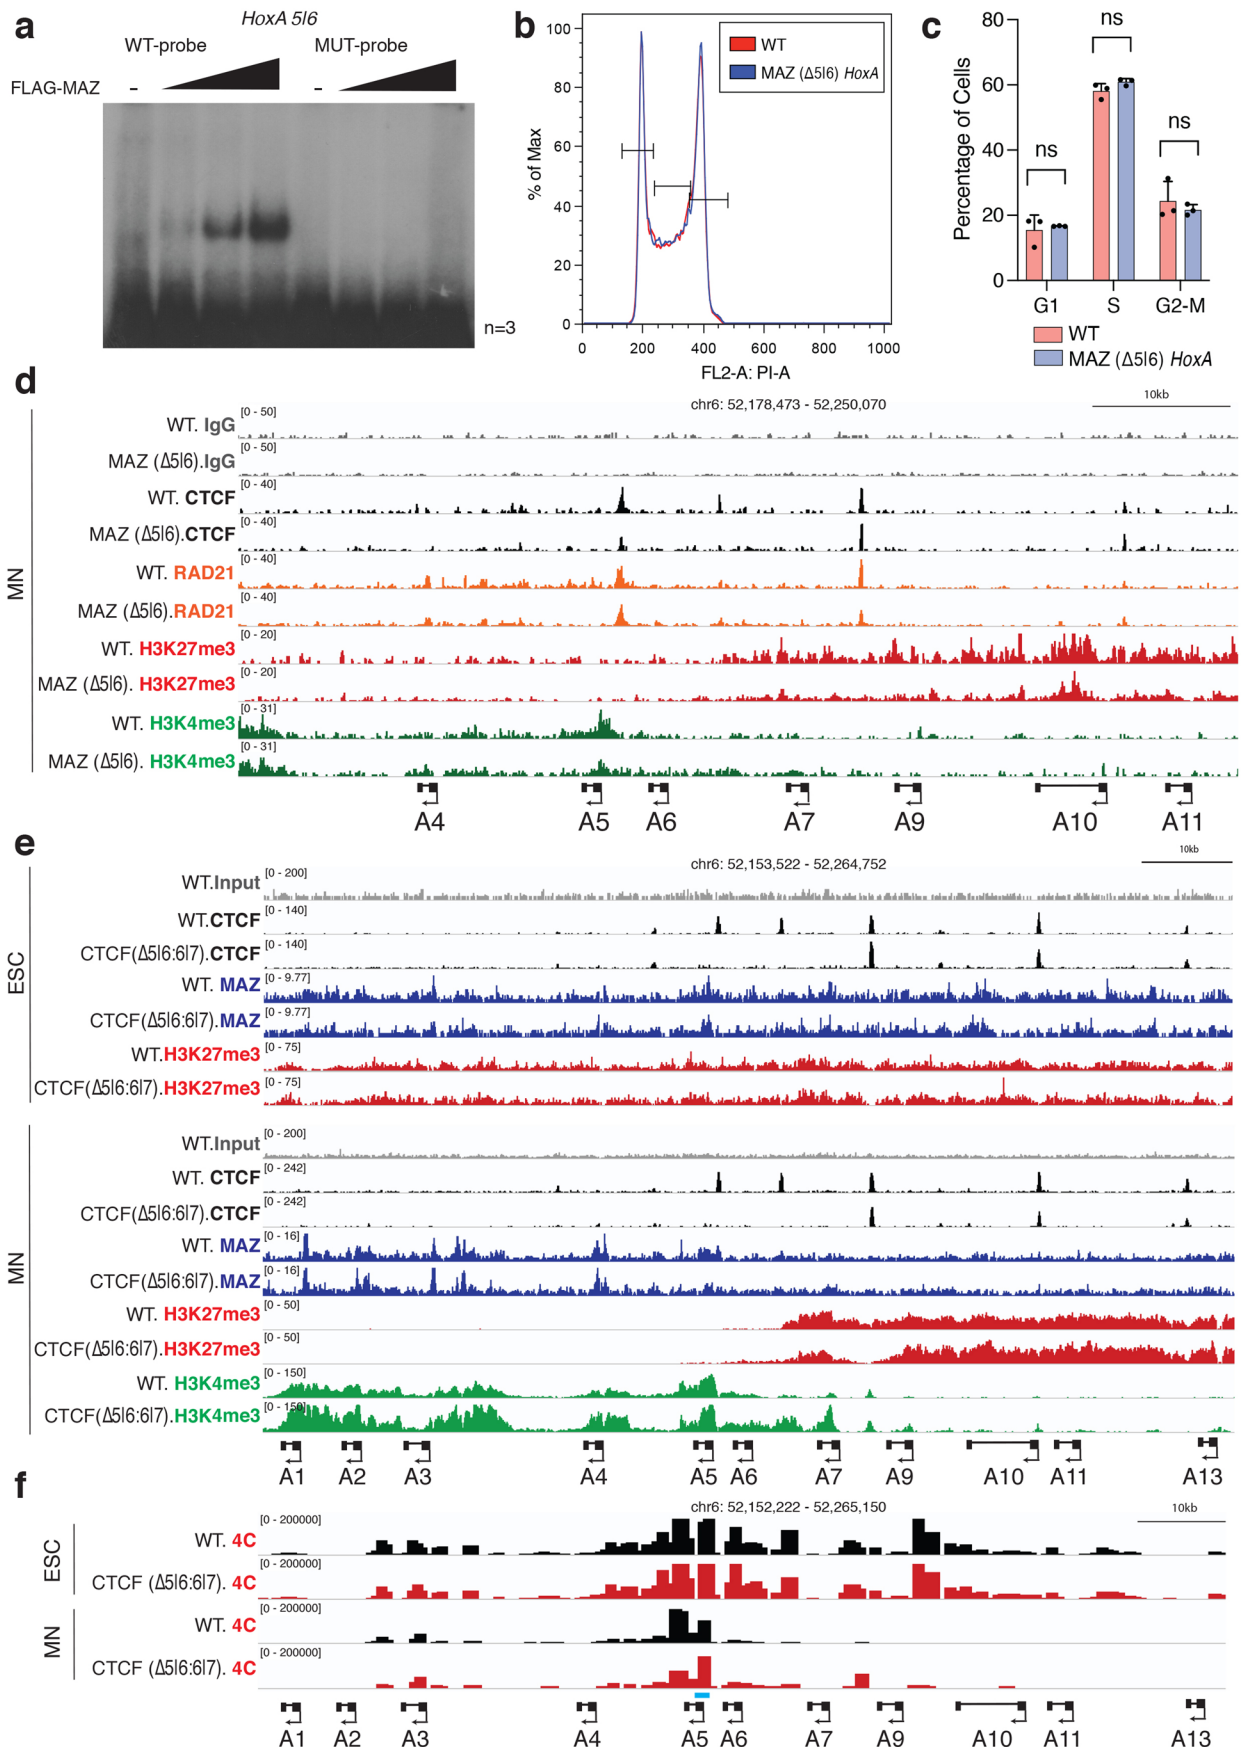 a
HoxA 5|6
WT-probe MUT-probe
FLAG-MAZ - -
n=3
b
100
80
60
40
20
0
% of Max
0 200 400 600 800 1000
FL2-A: PI-A
WT
MAZ (Δ5|6) HoxA
c
80
60
40
20
0
Percentage of Cells
ns
ns
ns
G1 S G2-M
WT
MAZ (Δ5|6) HoxA
d
chr6: 52,178,473 - 52,250,070
10kb
MN
WT. IgG [0 - 50]
MAZ (Δ5|6).IgG [0 - 50]
WT. CTCF [0 - 40]
MAZ (Δ5|6).CTCF [0 - 40]
WT. RAD21 [0 - 40]
MAZ (Δ5|6).RAD21 [0 - 40]
WT. H3K27me3 [0 - 20]
MAZ (Δ5|6). H3K27me3 [0 - 20]
WT. H3K4me3 [0 - 31]
MAZ (Δ5|6). H3K4me3 [0 - 31]
A4 A5 A6 A7 A9 A10 A11
e
chr6: 52,153,522 - 52,264,752
10kb
ESC
WT.Input [0 - 200]
WT.CTCF [0 - 140]
CTCF(Δ5|6:6|7).CTCF [0 - 140]
WT. MAZ [0 - 9.77]
CTCF(Δ5|6:6|7).MAZ [0 - 9.77]
WT.H3K27me3 [0 - 75]
CTCF(Δ5|6:6|7).H3K27me3 [0 - 75]
MN
WT.Input [0 - 200]
WT. CTCF [0 - 242]
CTCF(Δ5|6:6|7).CTCF [0 - 242]
WT. MAZ [0 - 16]
CTCF(Δ5|6:6|7).MAZ [0 - 16]
WT. H3K27me3 [0 - 50]
CTCF(Δ5|6:6|7).H3K27me3 [0 - 50]
WT. H3K4me3 [0 - 150]
CTCF(Δ5|6:6|7).H3K4me3 [0 - 150]
A1 A2 A3 A4 A5 A6 A7 A9 A10 A11 A13
f
chr6: 52,152,222 - 52,265,150
10kb
ESC
WT. 4C [0 - 200000]
CTCF (Δ5|6:6|7). 4C [0 - 200000]
MN
WT. 4C [0 - 200000]
CTCF (Δ5|6:6|7). 4C [0 - 200000]
A1 A2 A3 A4 A5 A6 A7 A9 A10 A11 A13